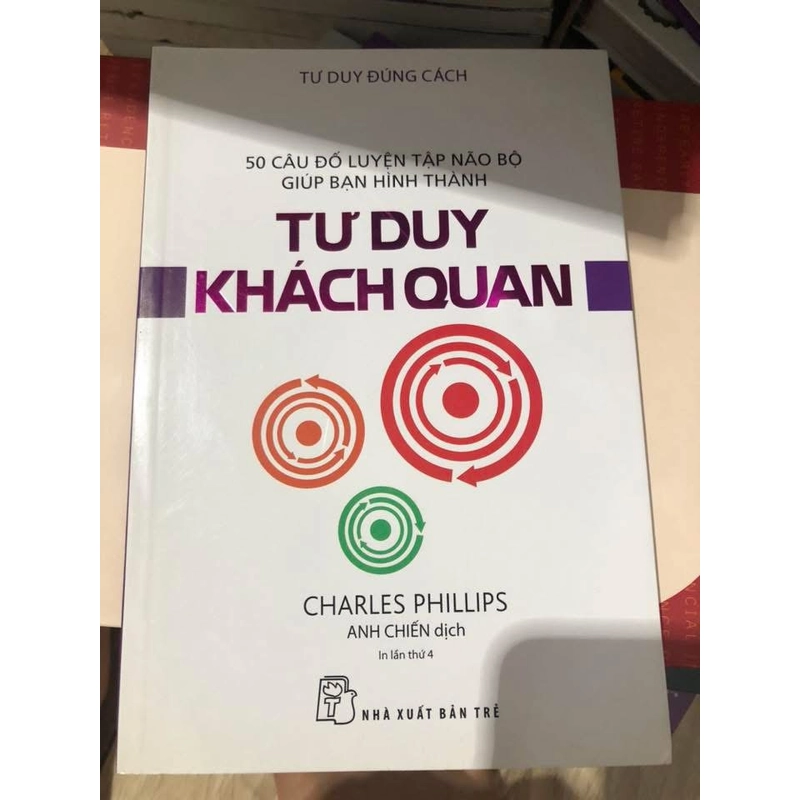 TƯ DUY ĐÚNG CÁCH
50 CÂU ĐỐ LUYỆN TẬP NÃO BỘ
GIÚP BẠN HÌNH THÀNH
TƯ DUY
KHÁCH QUAN
CHARLES PHILLIPS
ANH CHIẾN dịch
In lần thứ 4
NHÀ XUẤT BẢN TRẺ